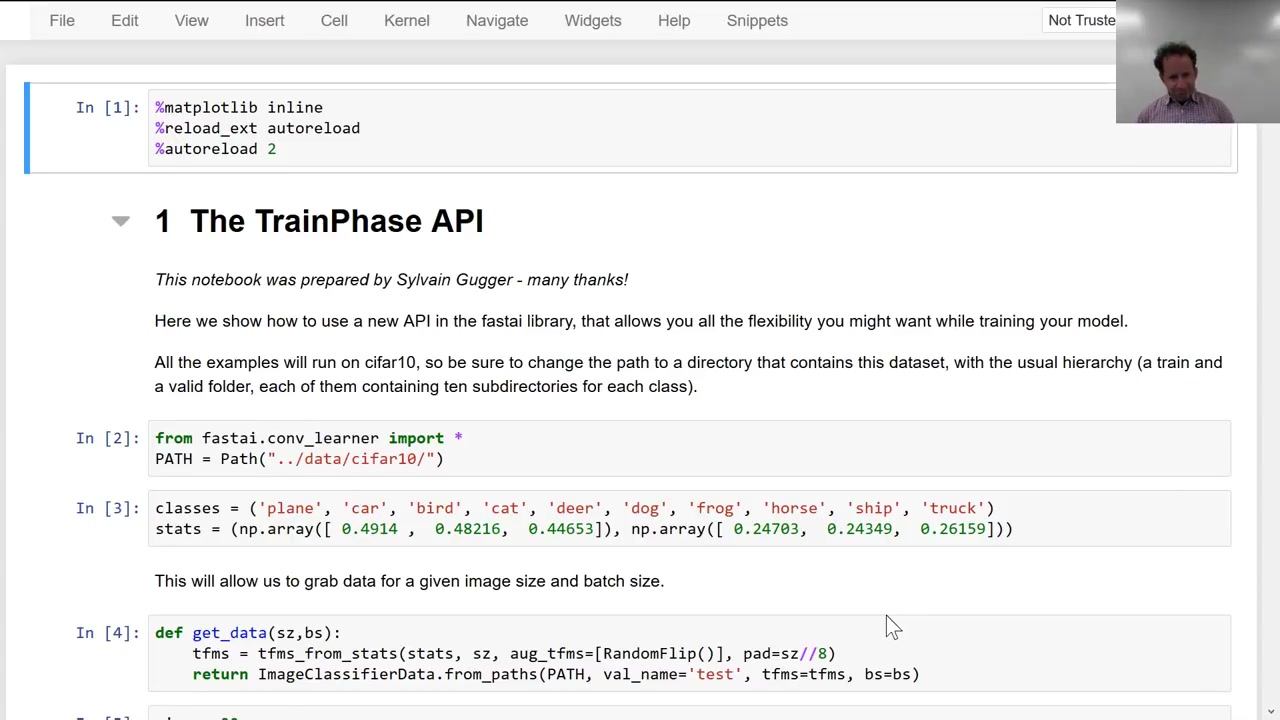 File Edit View Insert Cell Kernel Navigate Widgets Help Snippets Not Truste
In [1]: %matplotlib inline
%reload_ext autoreload
%autoreload 2
1 The TrainPhase API
This notebook was prepared by Sylvain Gugger - many thanks!
Here we show how to use a new API in the fastai library, that allows you all the flexibility you might want while training your model.
All the examples will run on cifar10, so be sure to change the path to a directory that contains this dataset, with the usual hierarchy (a train and
a valid folder, each of them containing ten subdirectories for each class).
In [2]: from fastai.conv_learner import *
PATH = Path("../data/cifar10/")
In [3]: classes = ('plane', 'car', 'bird', 'cat', 'deer', 'dog', 'frog', 'horse', 'ship', 'truck')
stats = (np.array([ 0.4914 ,  0.48216,  0.44653]), np.array([ 0.24703,  0.24349,  0.26159]))
This will allow us to grab data for a given image size and batch size.
In [4]: def get_data(sz,bs):
    tfms = tfms_from_stats(stats, sz, aug_tfms=[RandomFlip()], pad=sz//8)
    return ImageClassifierData.from_paths(PATH, val_name='test', tfms=tfms, bs=bs)